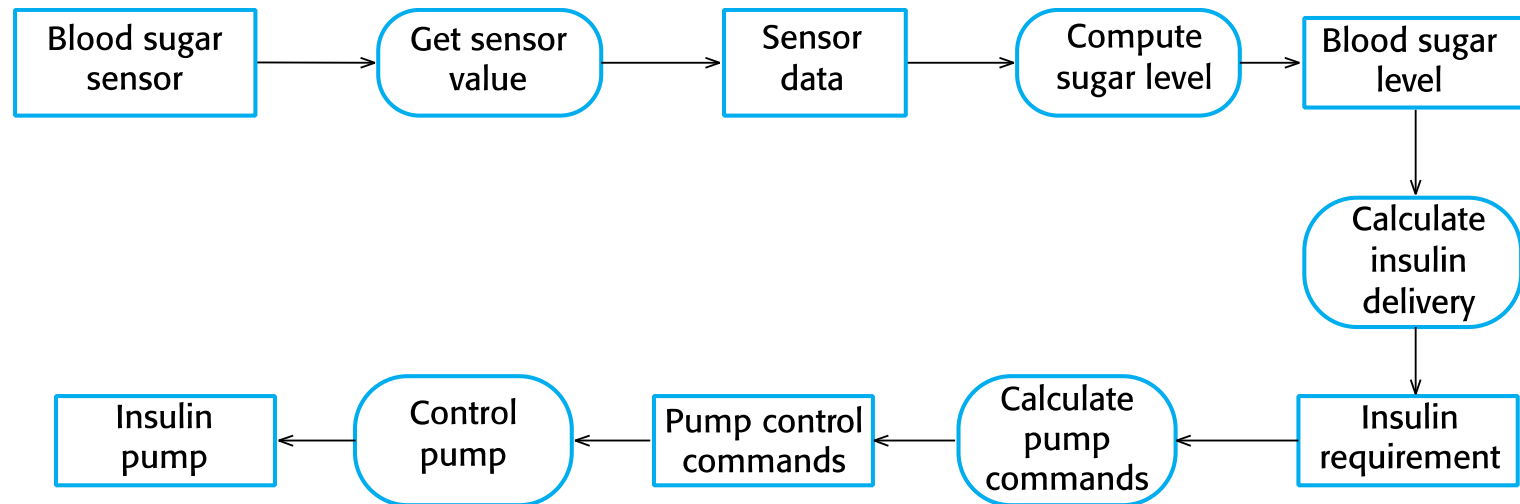 Blood sugar
sensor
Get sensor
value
Sensor
data
Compute
sugar level
Blood sugar
level
Calculate
insulin
delivery
Insulin
requirement
Calculate
pump
commands
Pump control
commands
Control
pump
Insulin
pump